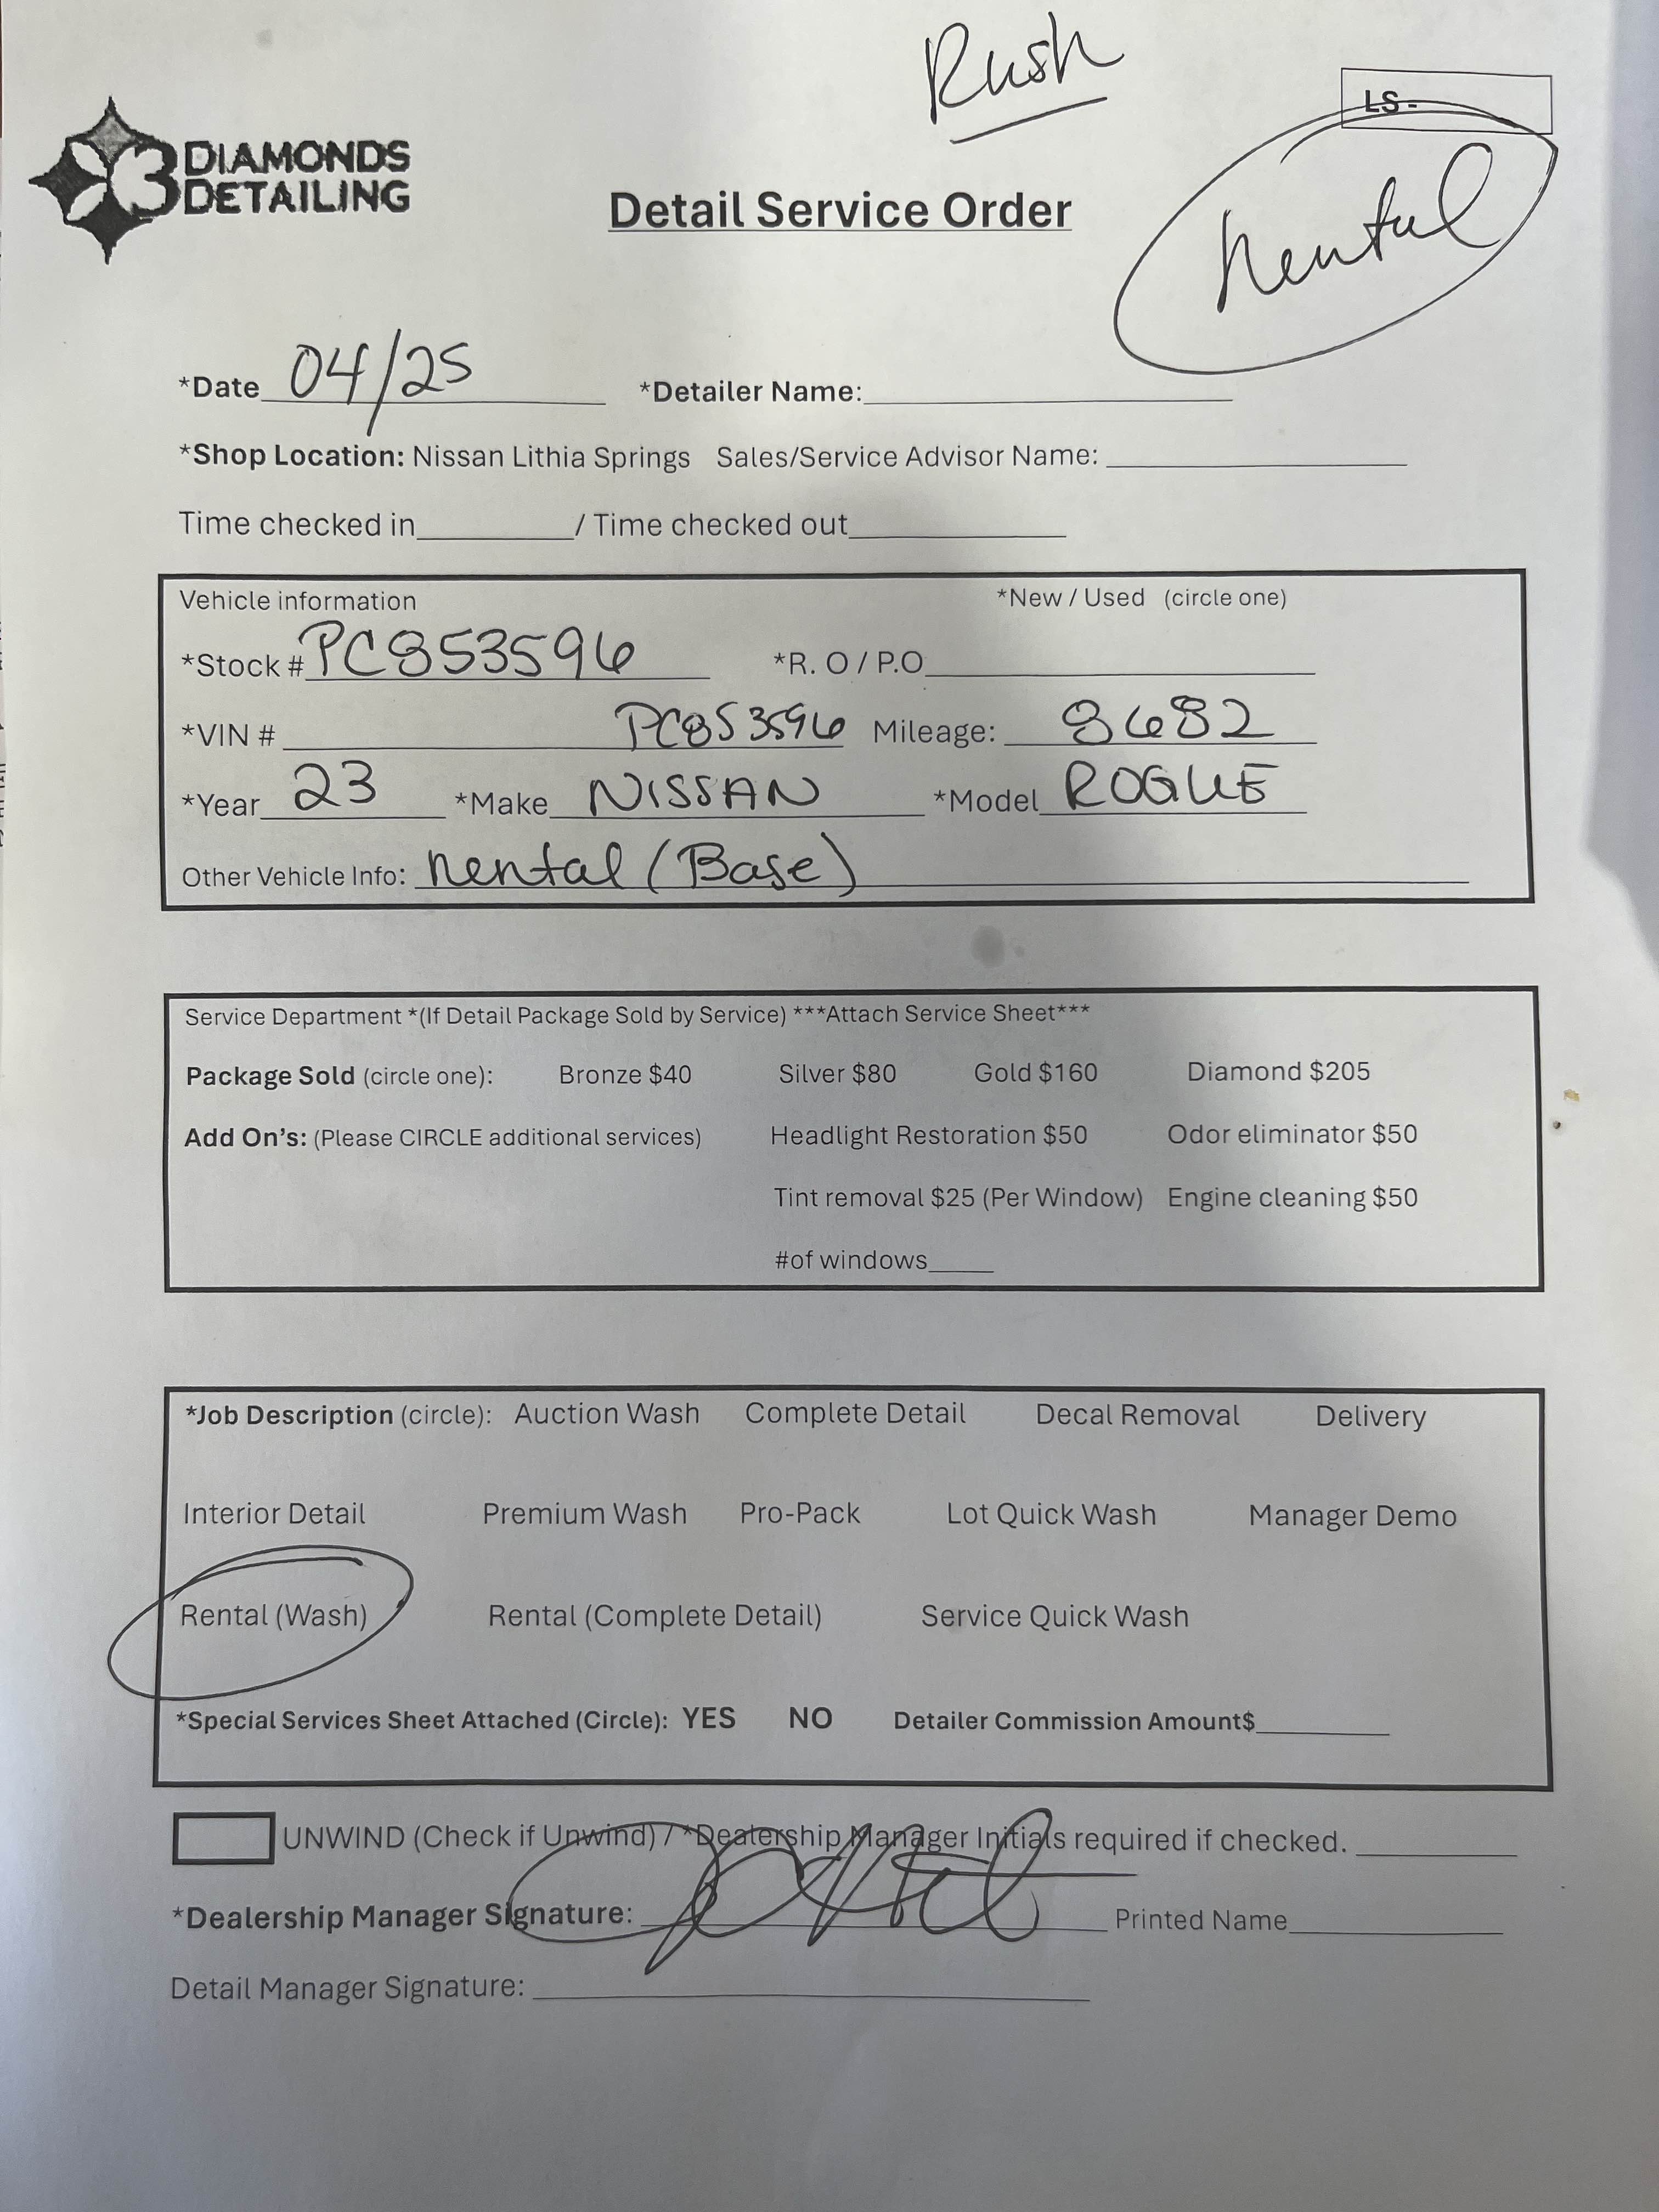 Rush
LS -
Rental
3 DIAMONDS
DETAILING
Detail Service Order
*Date 04/25 *Detailer Name:
*Shop Location: Nissan Lithia Springs Sales/Service Advisor Name:
Time checked in / Time checked out
Vehicle information *New / Used (circle one)
*Stock # PC853596 *R. O / P.O
*VIN # PC853596 Mileage: 8682
*Year 23 *Make NISSAN *Model ROGUE
Other Vehicle Info: Rental (Base)
Service Department *(If Detail Package Sold by Service) ***Attach Service Sheet***
Package Sold (circle one): Bronze $40 Silver $80 Gold $160 Diamond $205
Add On's: (Please CIRCLE additional services) Headlight Restoration $50 Odor eliminator $50
Tint removal $25 (Per Window) Engine cleaning $50
#of windows
*Job Description (circle): Auction Wash Complete Detail Decal Removal Delivery
Interior Detail Premium Wash Pro-Pack Lot Quick Wash Manager Demo
Rental (Wash) Rental (Complete Detail) Service Quick Wash
*Special Services Sheet Attached (Circle): YES NO Detailer Commission Amount$
UNWIND (Check if Unwind) / *Dealership Manager Initials required if checked.
*Dealership Manager Signature: Printed Name
Detail Manager Signature: